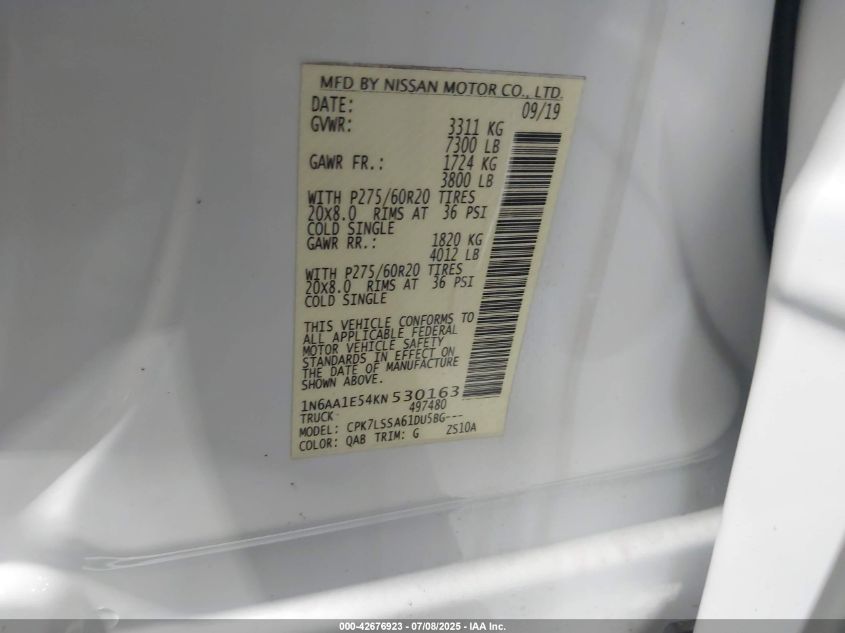 MFD BY NISSAN MOTOR CO., LTD.
DATE: 09/19
GVWR: 3311 KG
7300 LB
GAWR FR.: 1724 KG
3800 LB
WITH P275/60R20 TIRES
20X8.0 RIMS AT 36 PSI
COLD SINGLE
GAWR RR.: 1820 KG
4012 LB
WITH P275/60R20 TIRES
20X8.0 RIMS AT 36 PSI
COLD SINGLE
THIS VEHICLE CONFORMS TO
ALL APPLICABLE FEDERAL
MOTOR VEHICLE SAFETY
STANDARDS IN EFFECT ON
THE DATE OF MANUFACTURE
SHOWN ABOVE.
1N6AA1E54KN 530163
TRUCK 497480
MODEL: CPK7LSSA61DU5BG---
COLOR: QAB TRIM: G ZS10A
000-42676923 - 07/08/2025 - IAA Inc.